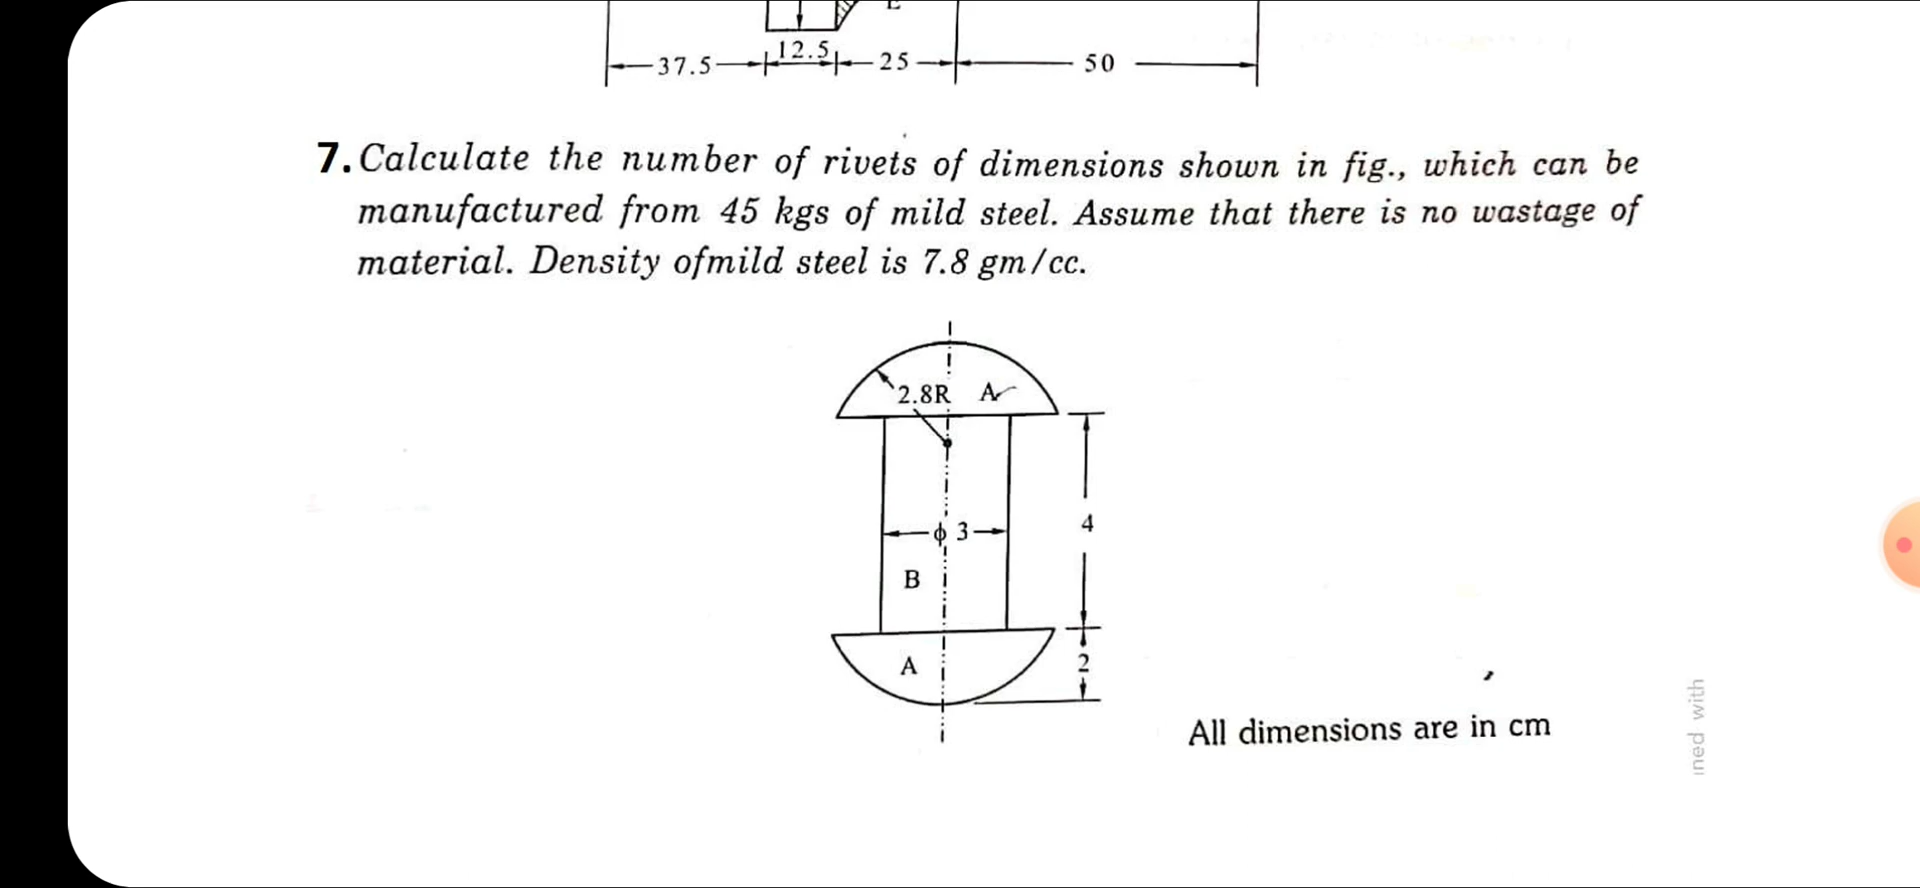 12.5
37.5 25 50
7. Calculate the number of rivets of dimensions shown in fig., which can be
manufactured from 45 kgs of mild steel. Assume that there is no wastage of
material. Density ofmild steel is 7.8 gm/cc.
2.8R A
4
ϕ 3
B
A 2
All dimensions are in cm
ined with